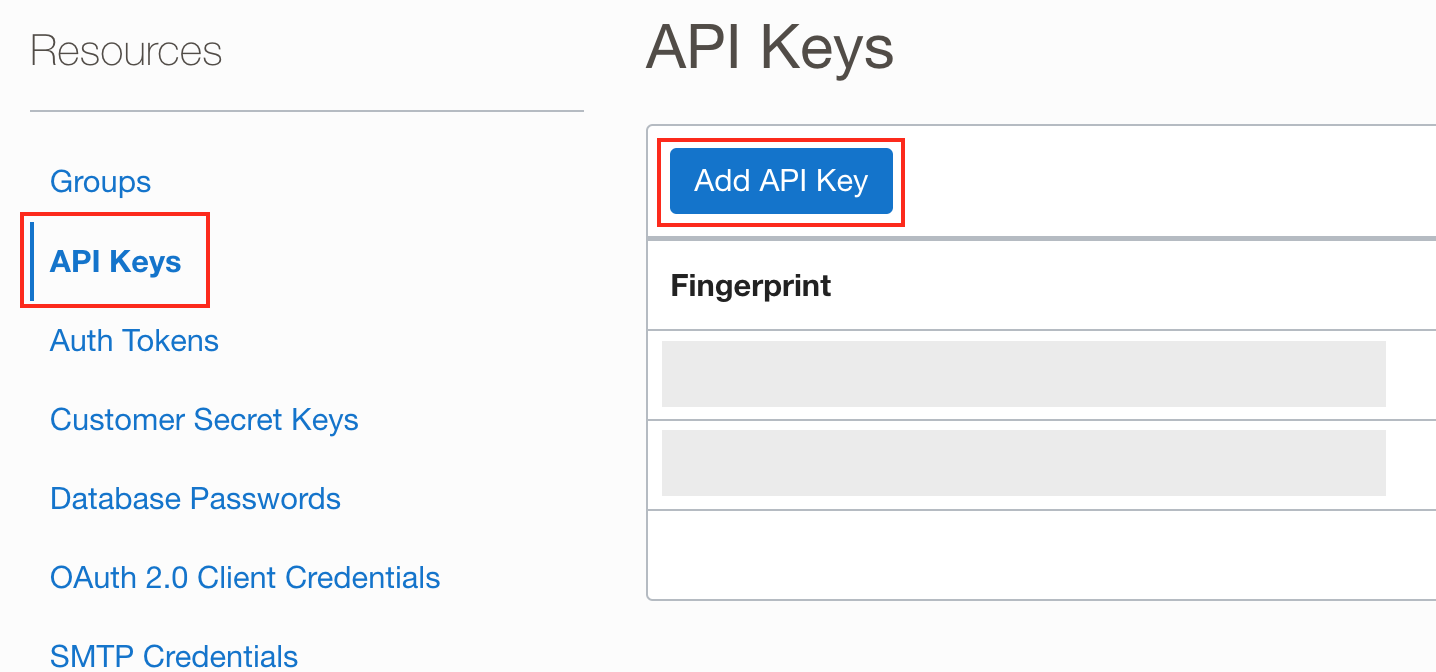 Resources
Groups
API Keys
Auth Tokens
Customer Secret Keys
Database Passwords
OAuth 2.0 Client Credentials
SMTP Credentials
API Keys
Add API Key
Fingerprint